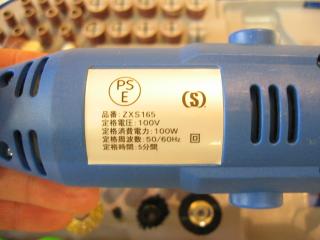 PS
E
(S)
品番: ZXS165
定格電圧: 100V
定格消費電力: 100W
定格周波数: 50/60Hz
定格時間: 5分間